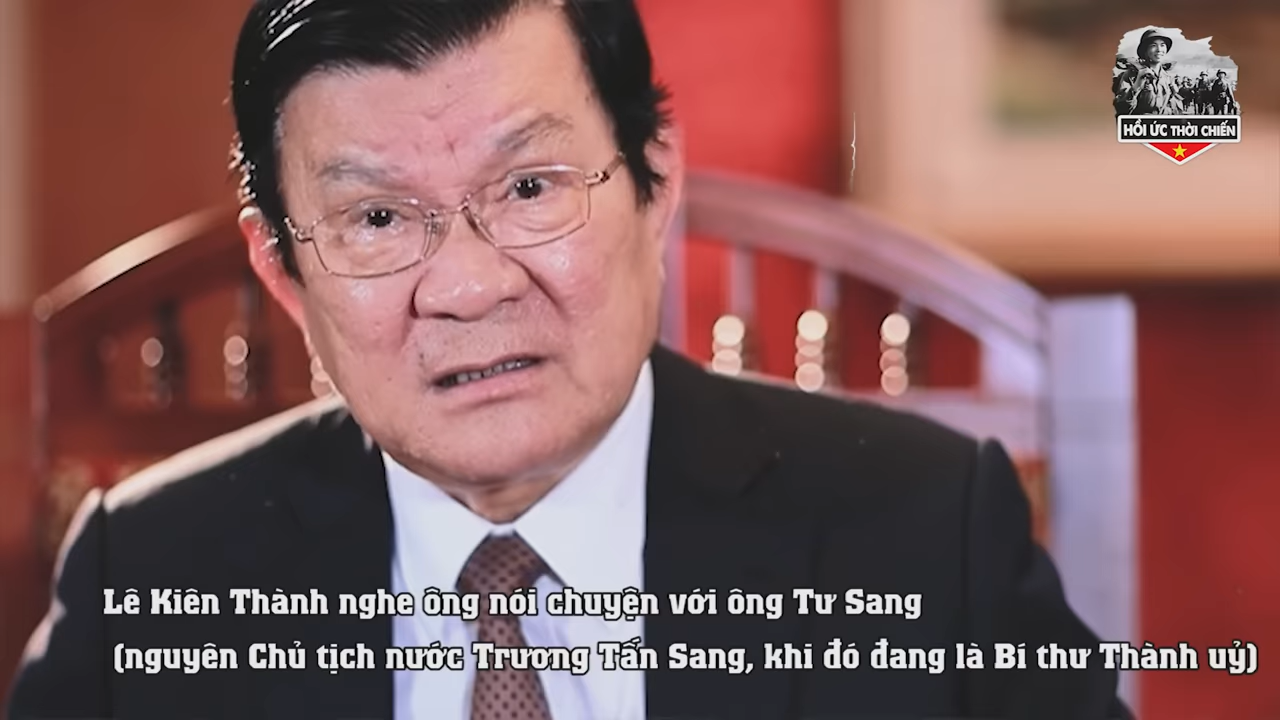 HỒI ỨC THỜI CHIẾN
Lê Kiên Thành nghe ông nói chuyện với ông Tư Sang
(nguyên Chủ tịch nước Trương Tấn Sang, khi đó đang là Bí thư Thành uỷ)